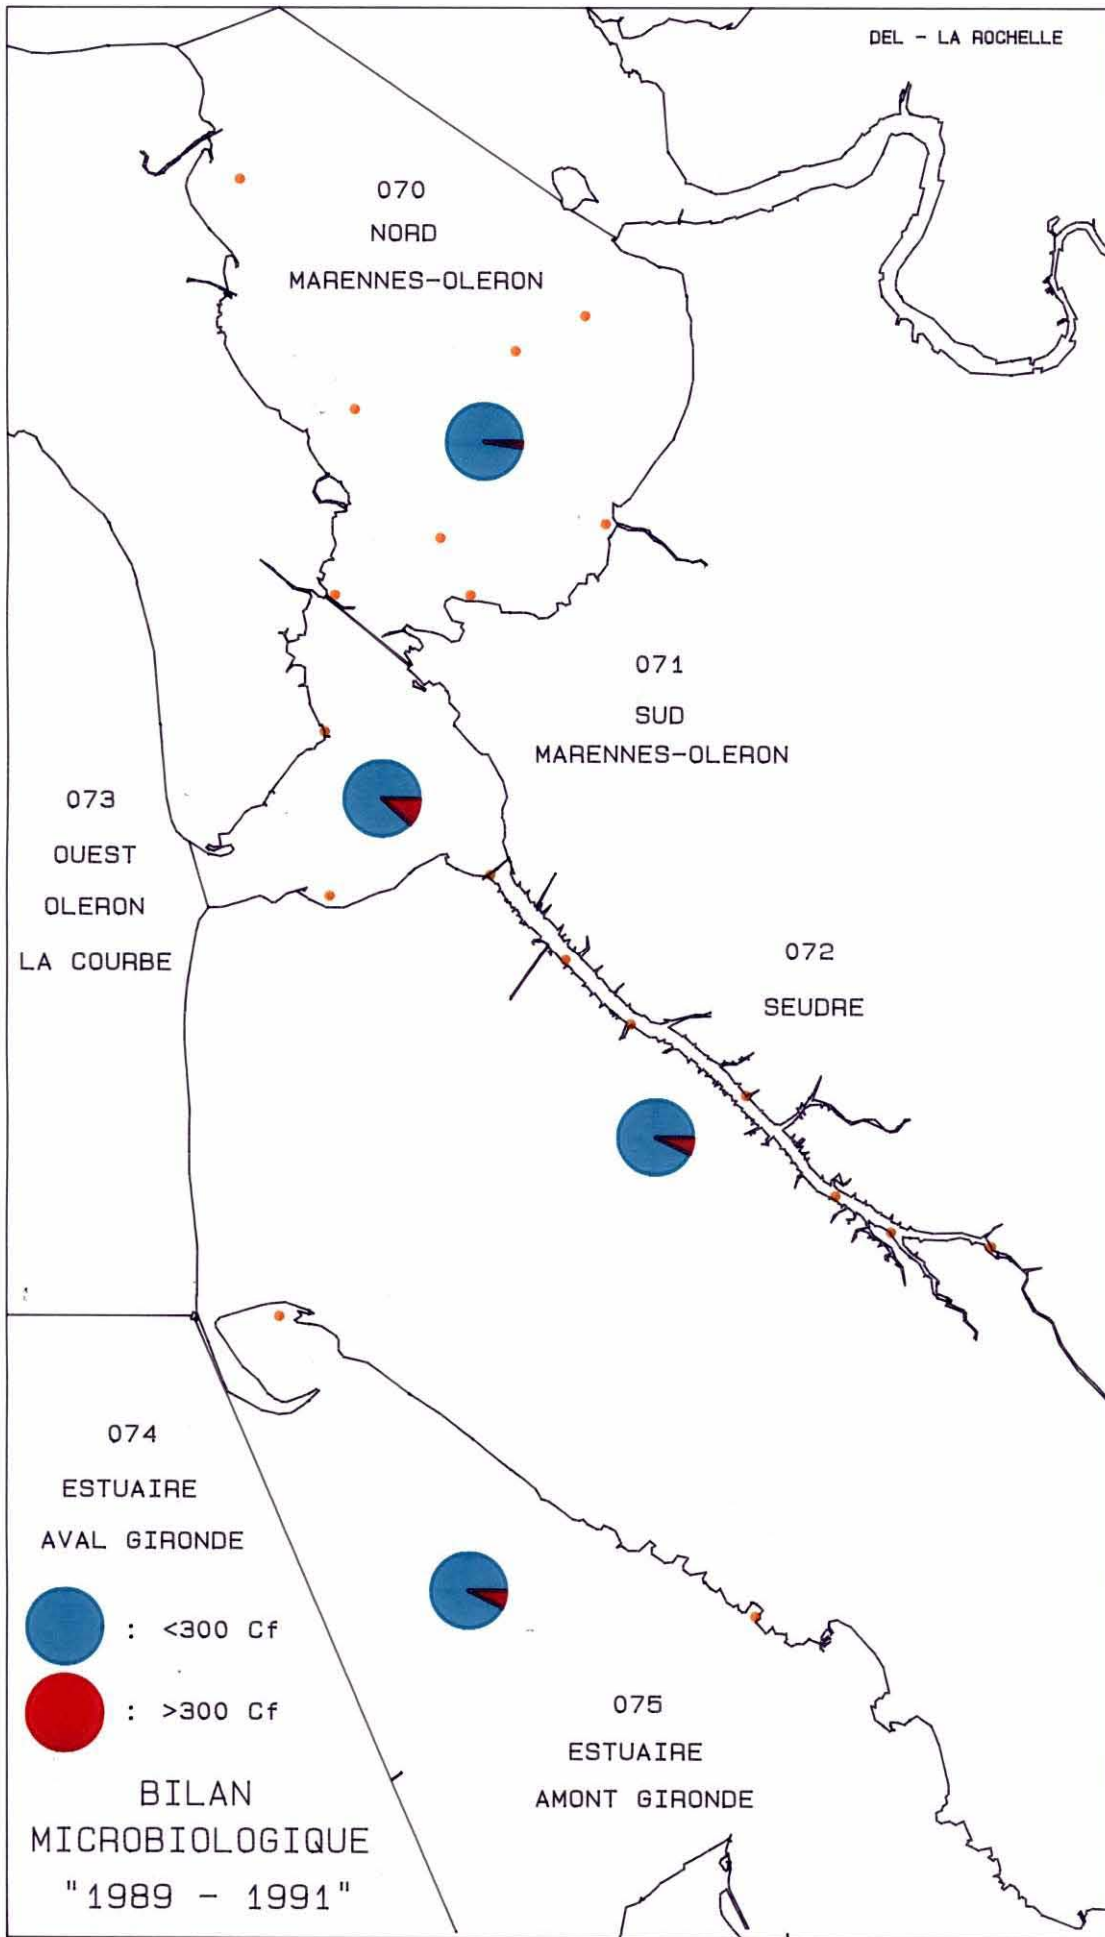 DEL - LA ROCHELLE
070
NORD
MARENNES-OLERON
071
SUD
MARENNES-OLERON
073
OUEST
OLERON
LA COURBE
072
SEUDRE
074
ESTUAIRE
AVAL GIRONDE
: <300 Cf
: >300 Cf
075
ESTUAIRE
AMONT GIRONDE
BILAN
MICROBIOLOGIQUE
"1989 - 1991"